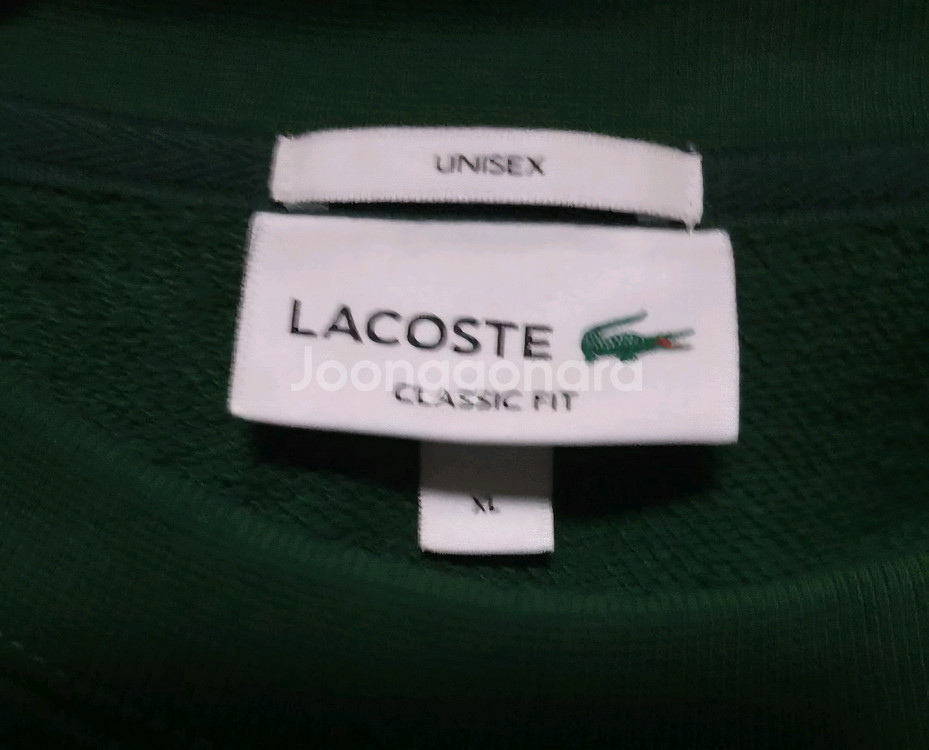 UNISEX
LACOSTE
Joonggonara
CLASSIC FIT
XL